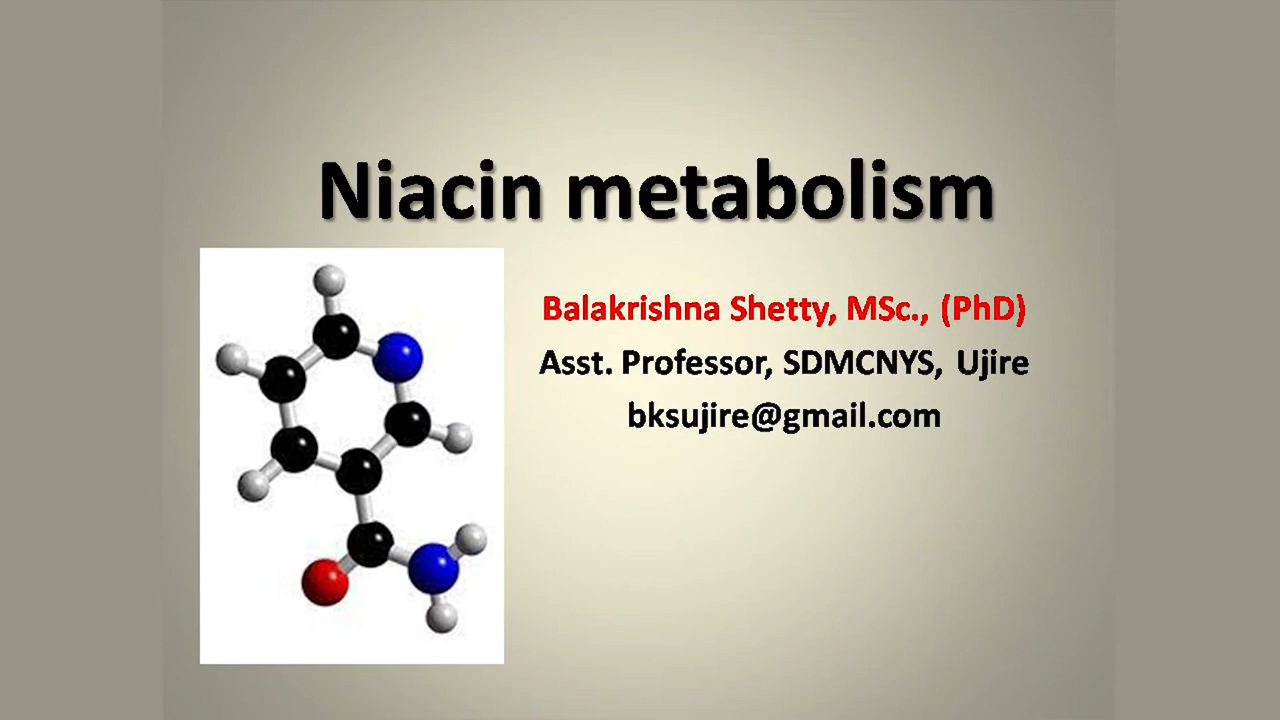 Niacin metabolism
Balakrishna Shetty, MSc., (PhD)
Asst. Professor, SDMCNYS, Ujire
bksujire@gmail.com